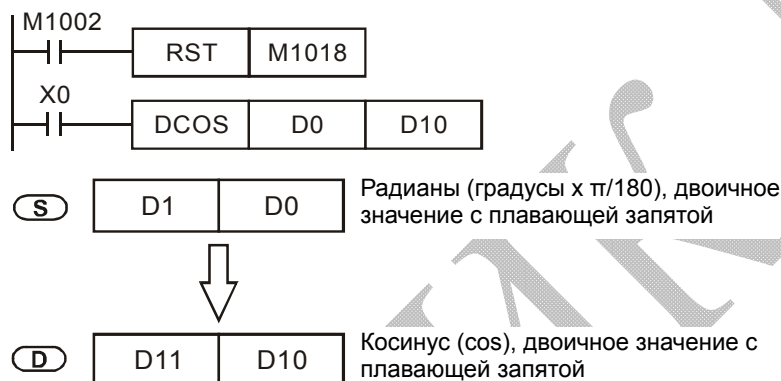 M1002
RST M1018
X0
DCOS D0 D10
S D1 D0 Радианы (градусы x π/180), двоичное
значение с плавающей запятой
D D11 D10 Косинус (cos), двоичное значение с
плавающей запятой